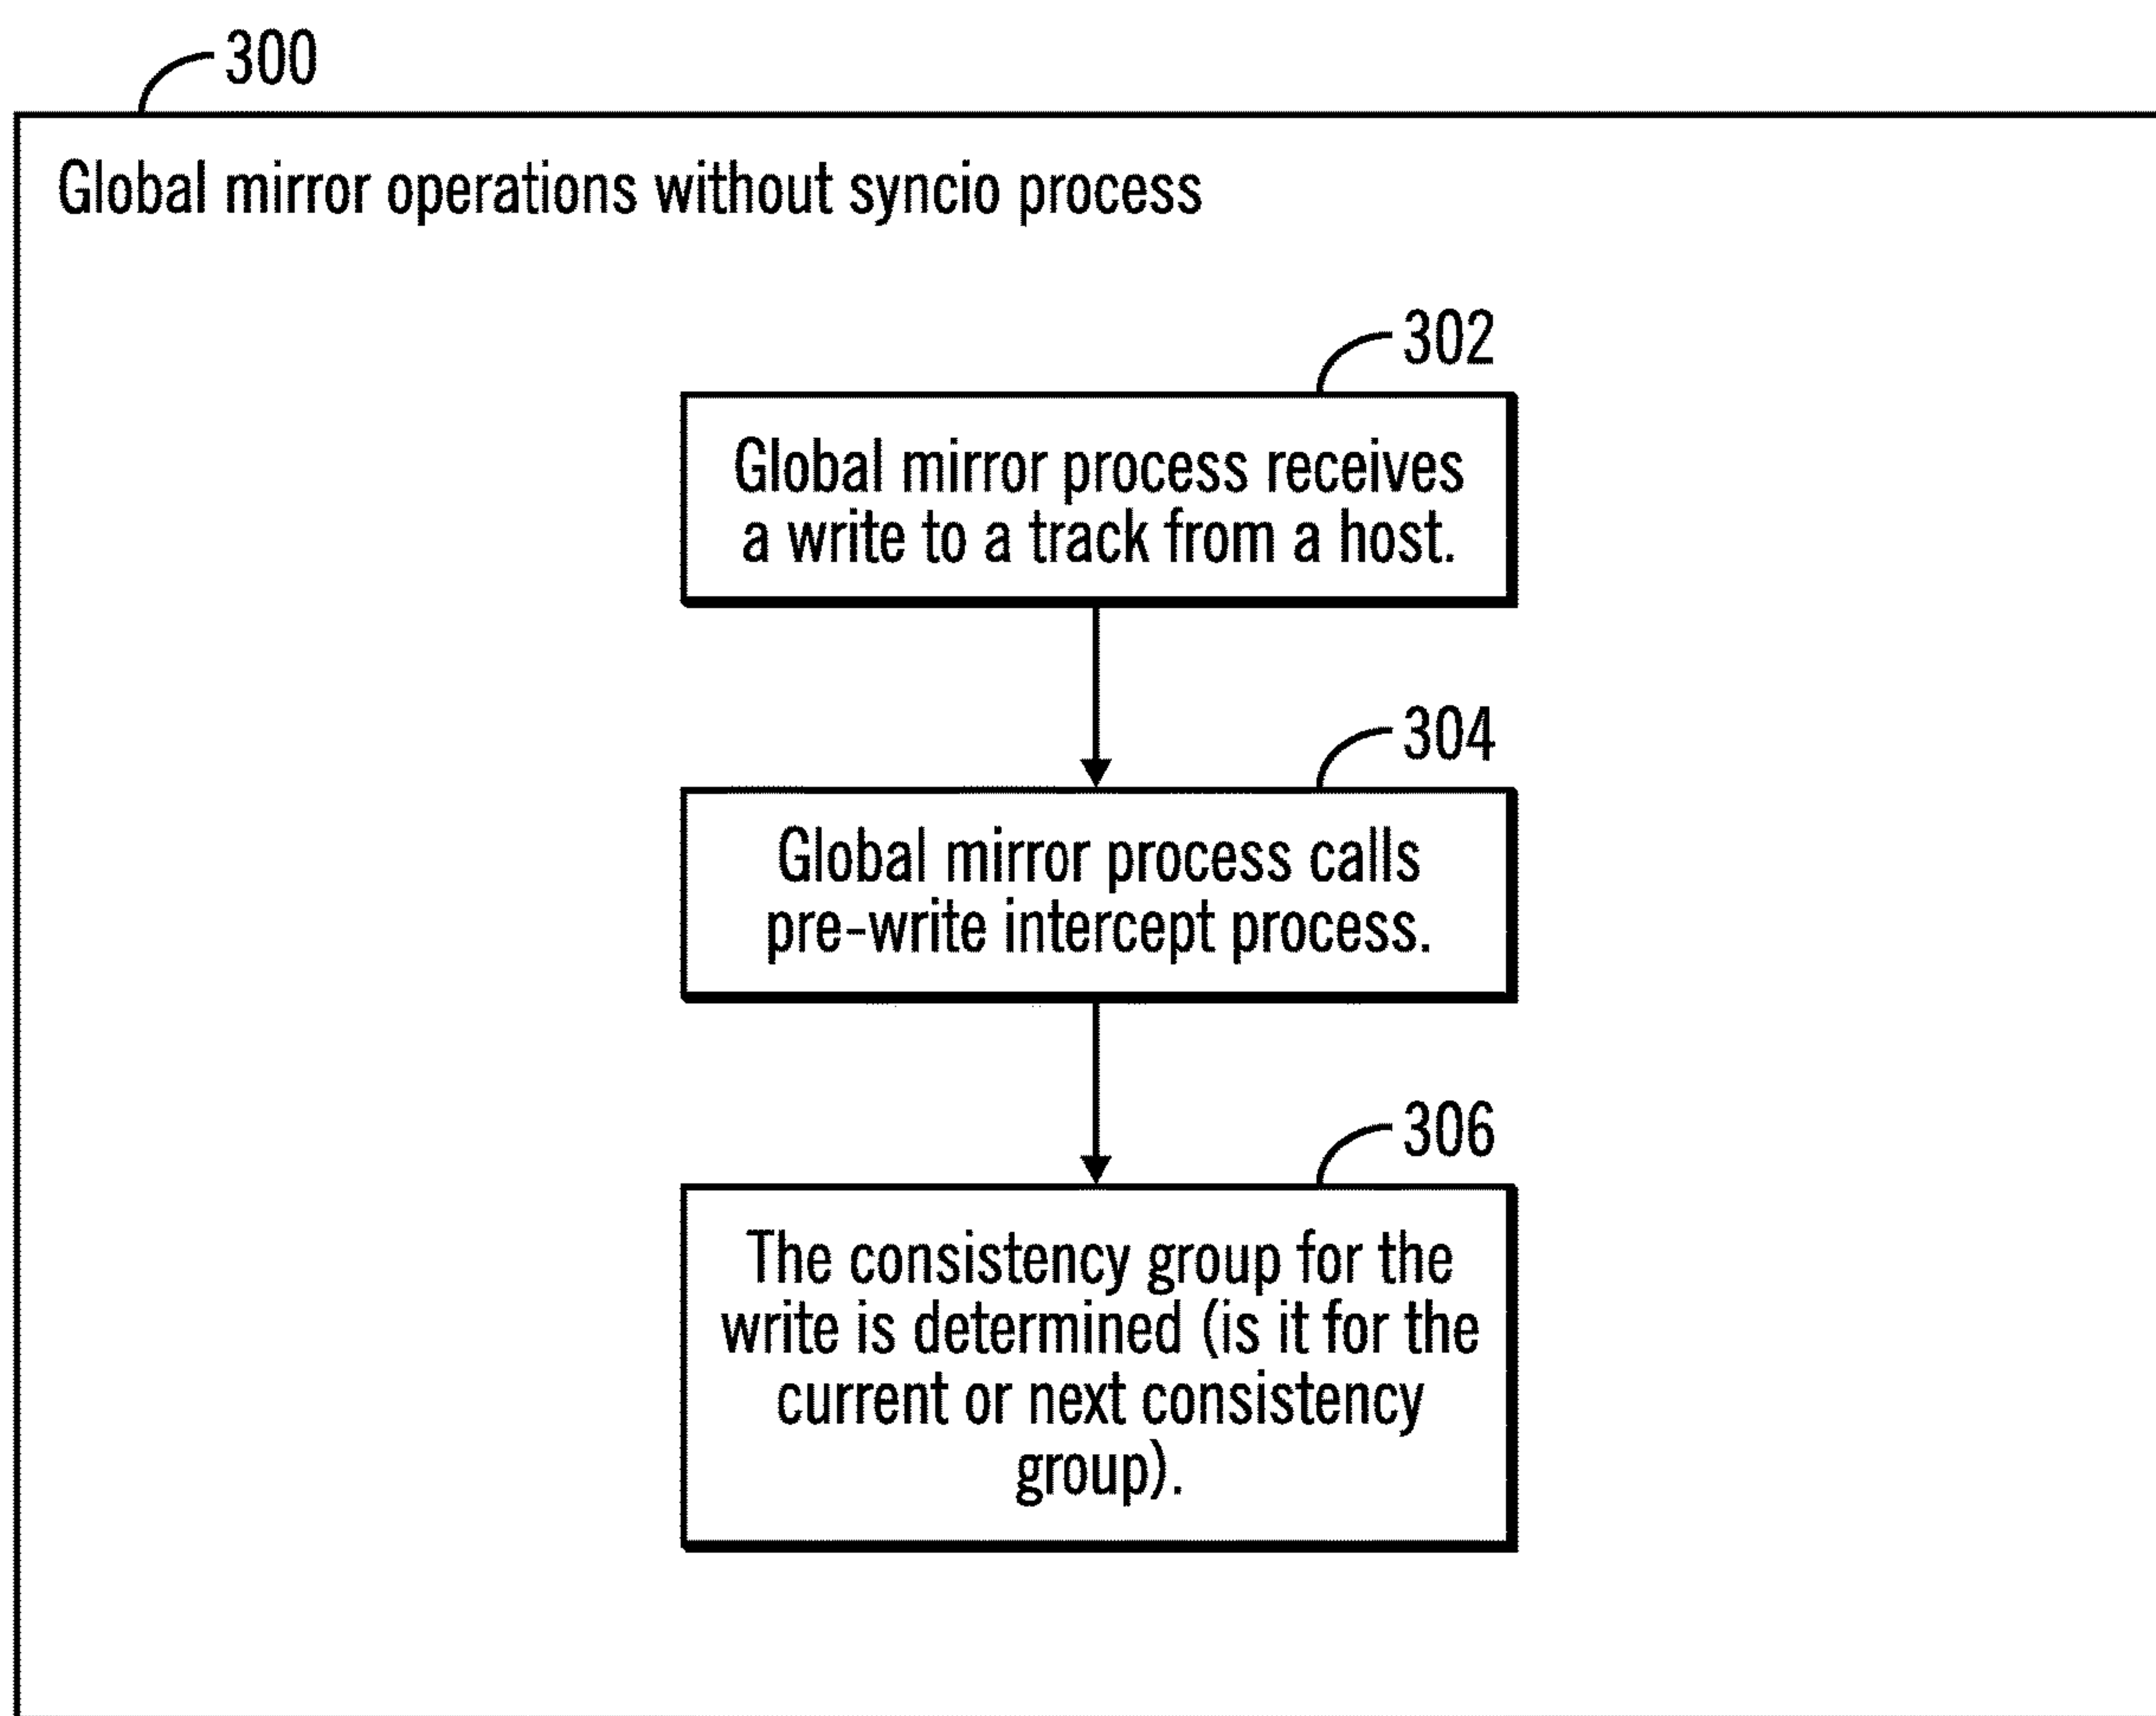 300
Global mirror operations without syncio process
302
Global mirror process receives
a write to a track from a host.
304
Global mirror process calls
pre-write intercept process.
306
The consistency group for the
write is determined (is it for the
current or next consistency
group).